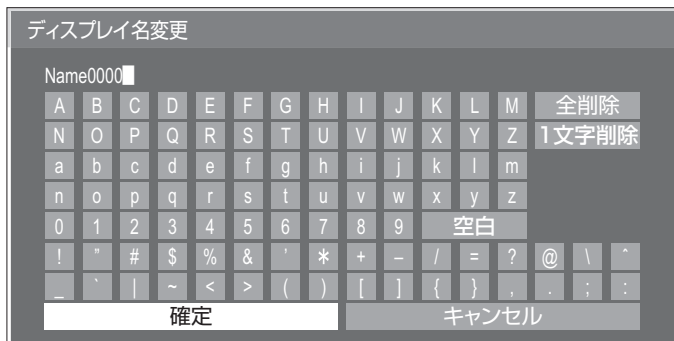 ディスプレイ名変更
Name0000
A B C D E F G H I J K L M 全削除
N O P Q R S T U V W X Y Z 1文字削除
a b c d e f g h i j k l m
n o p q r s t u v w x y z
0 1 2 3 4 5 6 7 8 9 空白
! " # $ % & ' * + – / = ? @ \ ^
_ ` | ~ < > ( ) [ ] { } , . ; :
確定 キャンセル